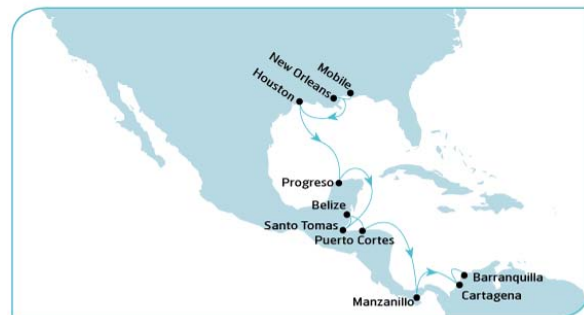 Mobile
New Orleans
Houston
Progreso
Belize
Santo Tomas
Puerto Cortes
Barranquilla
Cartagena
Manzanillo